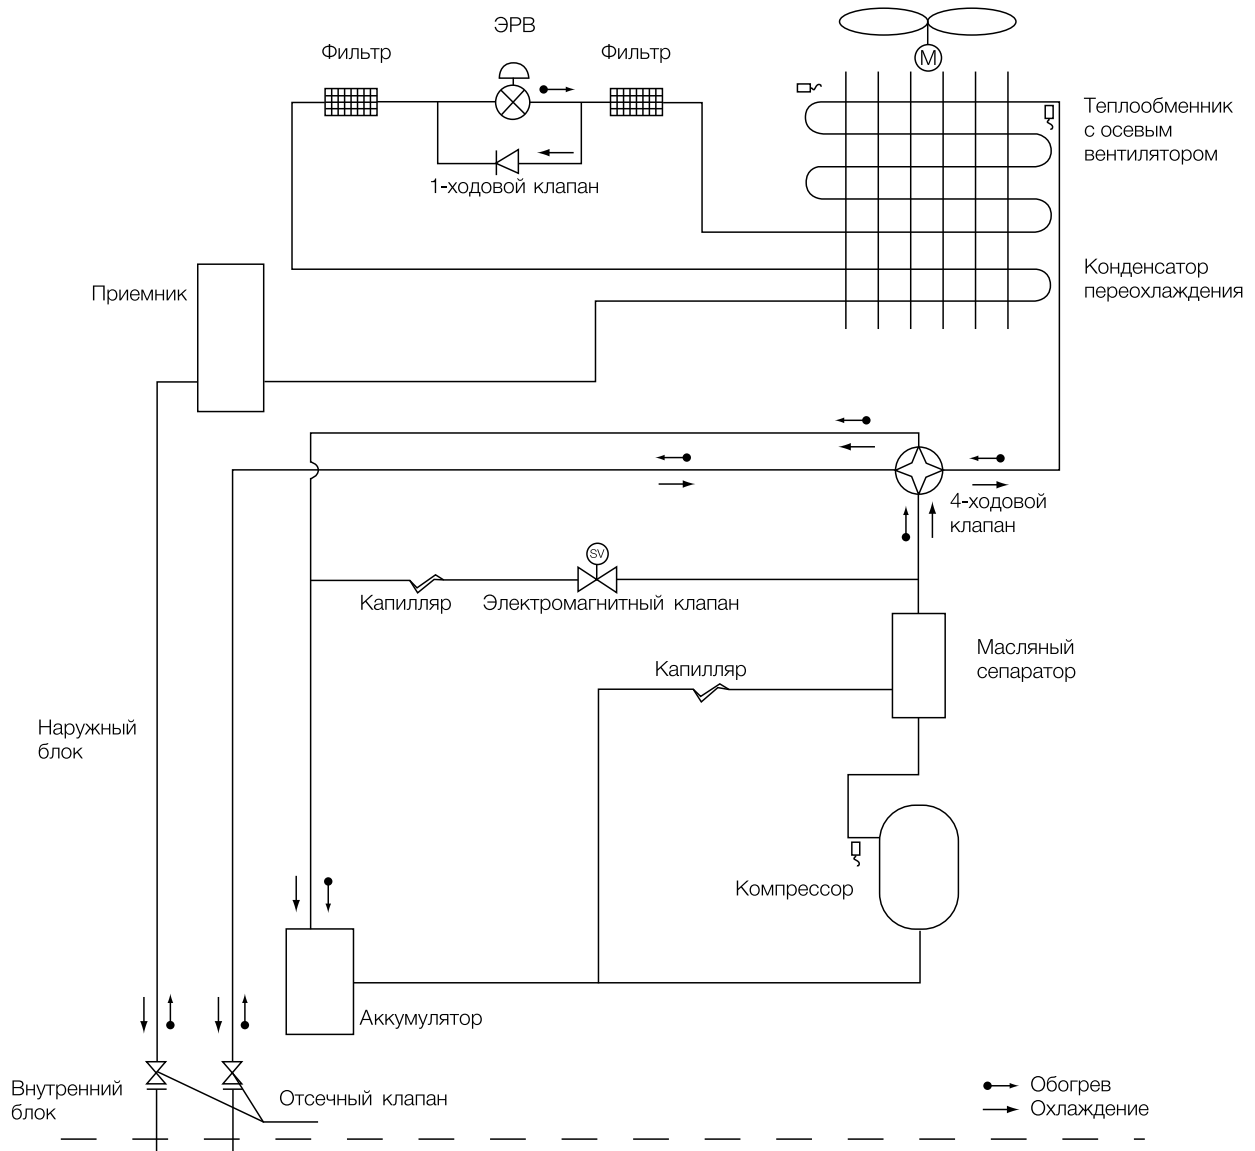 ЭРВ
Фильтр
Фильтр
M
Теплообменник
с осевым
вентилятором
1-ходовой клапан
Конденсатор
переохлаждения
Приемник
4-ходовой
клапан
SV
Капилляр
Электромагнитный клапан
Масляный
сепаратор
Капилляр
Наружный
блок
Компрессор
Аккумулятор
Внутренний
блок
Отсечный клапан
Обогрев
Охлаждение